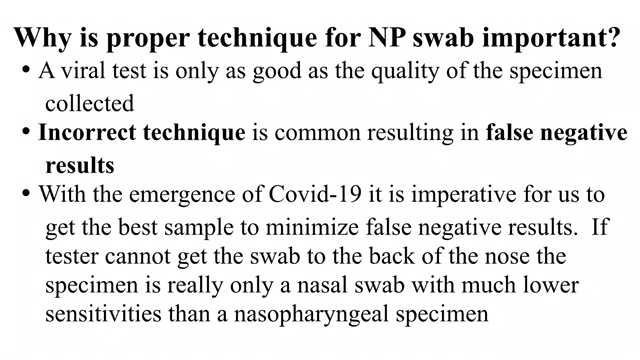 Why is proper technique for NP swab important?
• A viral test is only as good as the quality of the specimen
collected
• Incorrect technique is common resulting in false negative
results
• With the emergence of Covid-19 it is imperative for us to
get the best sample to minimize false negative results.  If
tester cannot get the swab to the back of the nose the
specimen is really only a nasal swab with much lower
sensitivities than a nasopharyngeal specimen